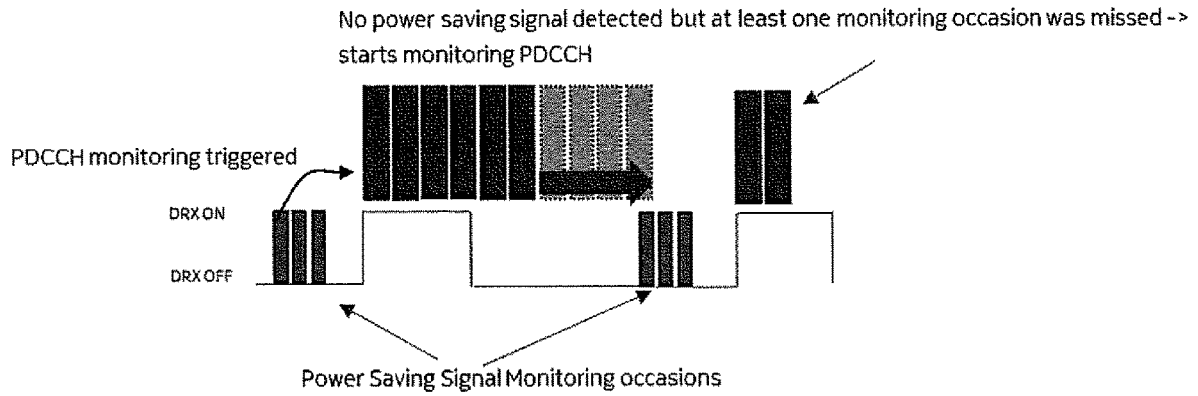 No power saving signal detected but at least one monitoring occasion was missed ->
starts monitoring PDCCH
PDCCH monitoring triggered
DRX ON
DRX OFF
Power Saving Signal Monitoring occasions